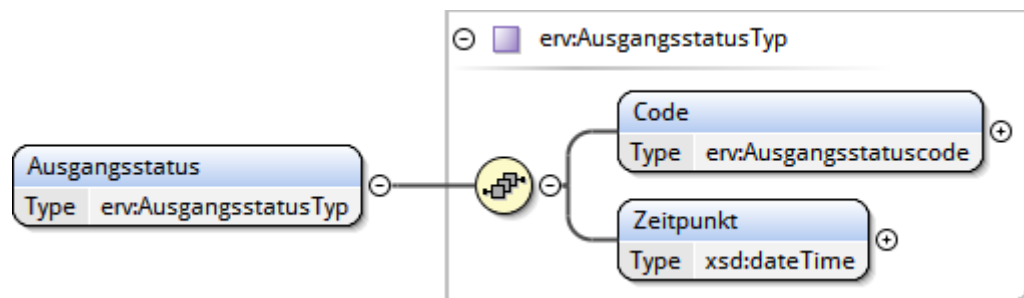 erv:AusgangsstatusTyp
Code
Type erv:Ausgangsstatuscode
Ausgangsstatus
Type erv:AusgangsstatusTyp
Zeitpunkt
Type xsd:dateTime